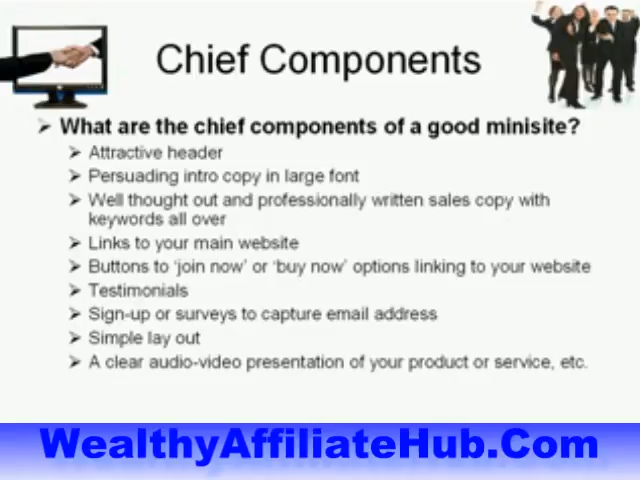 Chief Components
What are the chief components of a good minisite?
Attractive header
Persuading intro copy in large font
Well thought out and professionally written sales copy with
keywords all over
Links to your main website
Buttons to ‘join now’ or ‘buy now’ options linking to your website
Testimonials
Sign-up or surveys to capture email address
Simple lay out
A clear audio-video presentation of your product or service, etc.
WealthyAffiliateHub.Com